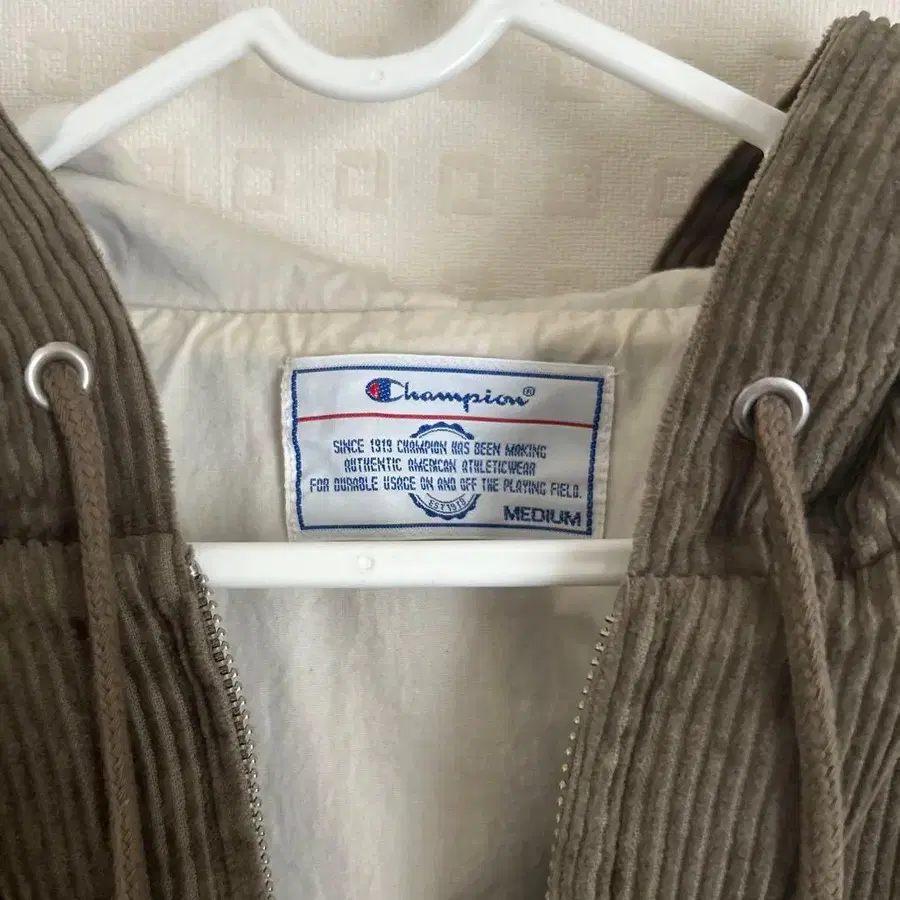 Champion®
SINCE 1919 CHAMPION HAS BEEN MAKING
AUTHENTIC AMERICAN ATHLETICWEAR
FOR DURABLE USAGE ON AND OFF THE PLAYING FIELD.
EST 1919
MEDIUM